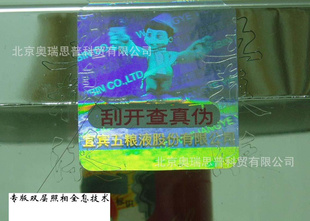 北京奥瑞思普科贸有限公司
SIN CO.,LTD
刮开查真伪
宜宾五粮液股份有限公司
北京奥瑞思普科贸有限公司
专版双层照相全息技术